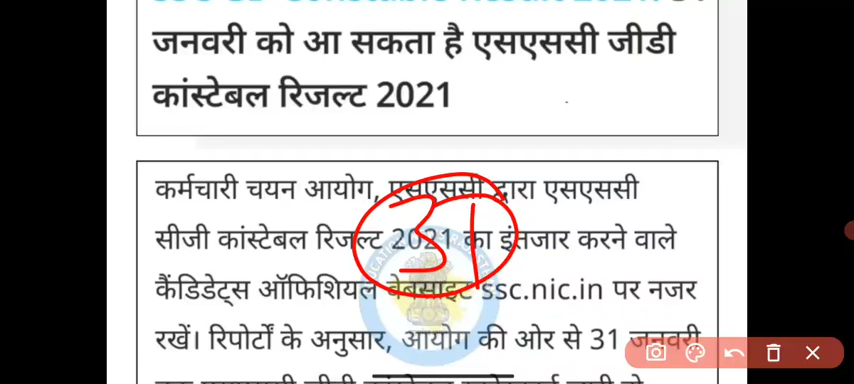 जनवरी को आ सकता है एसएससी जीडी
कांस्टेबल रिजल्ट 2021
कर्मचारी चयन आयोग, एसएससी द्वारा एसएससी
सीजी कांस्टेबल रिजल्ट 2021 का इंतजार करने वाले
31
कैंडिडेट्स ऑफिशियल वेबसाइट ssc.nic.in पर नजर
रखें। रिपोर्टों के अनुसार, आयोग की ओर से 31 जनवरी